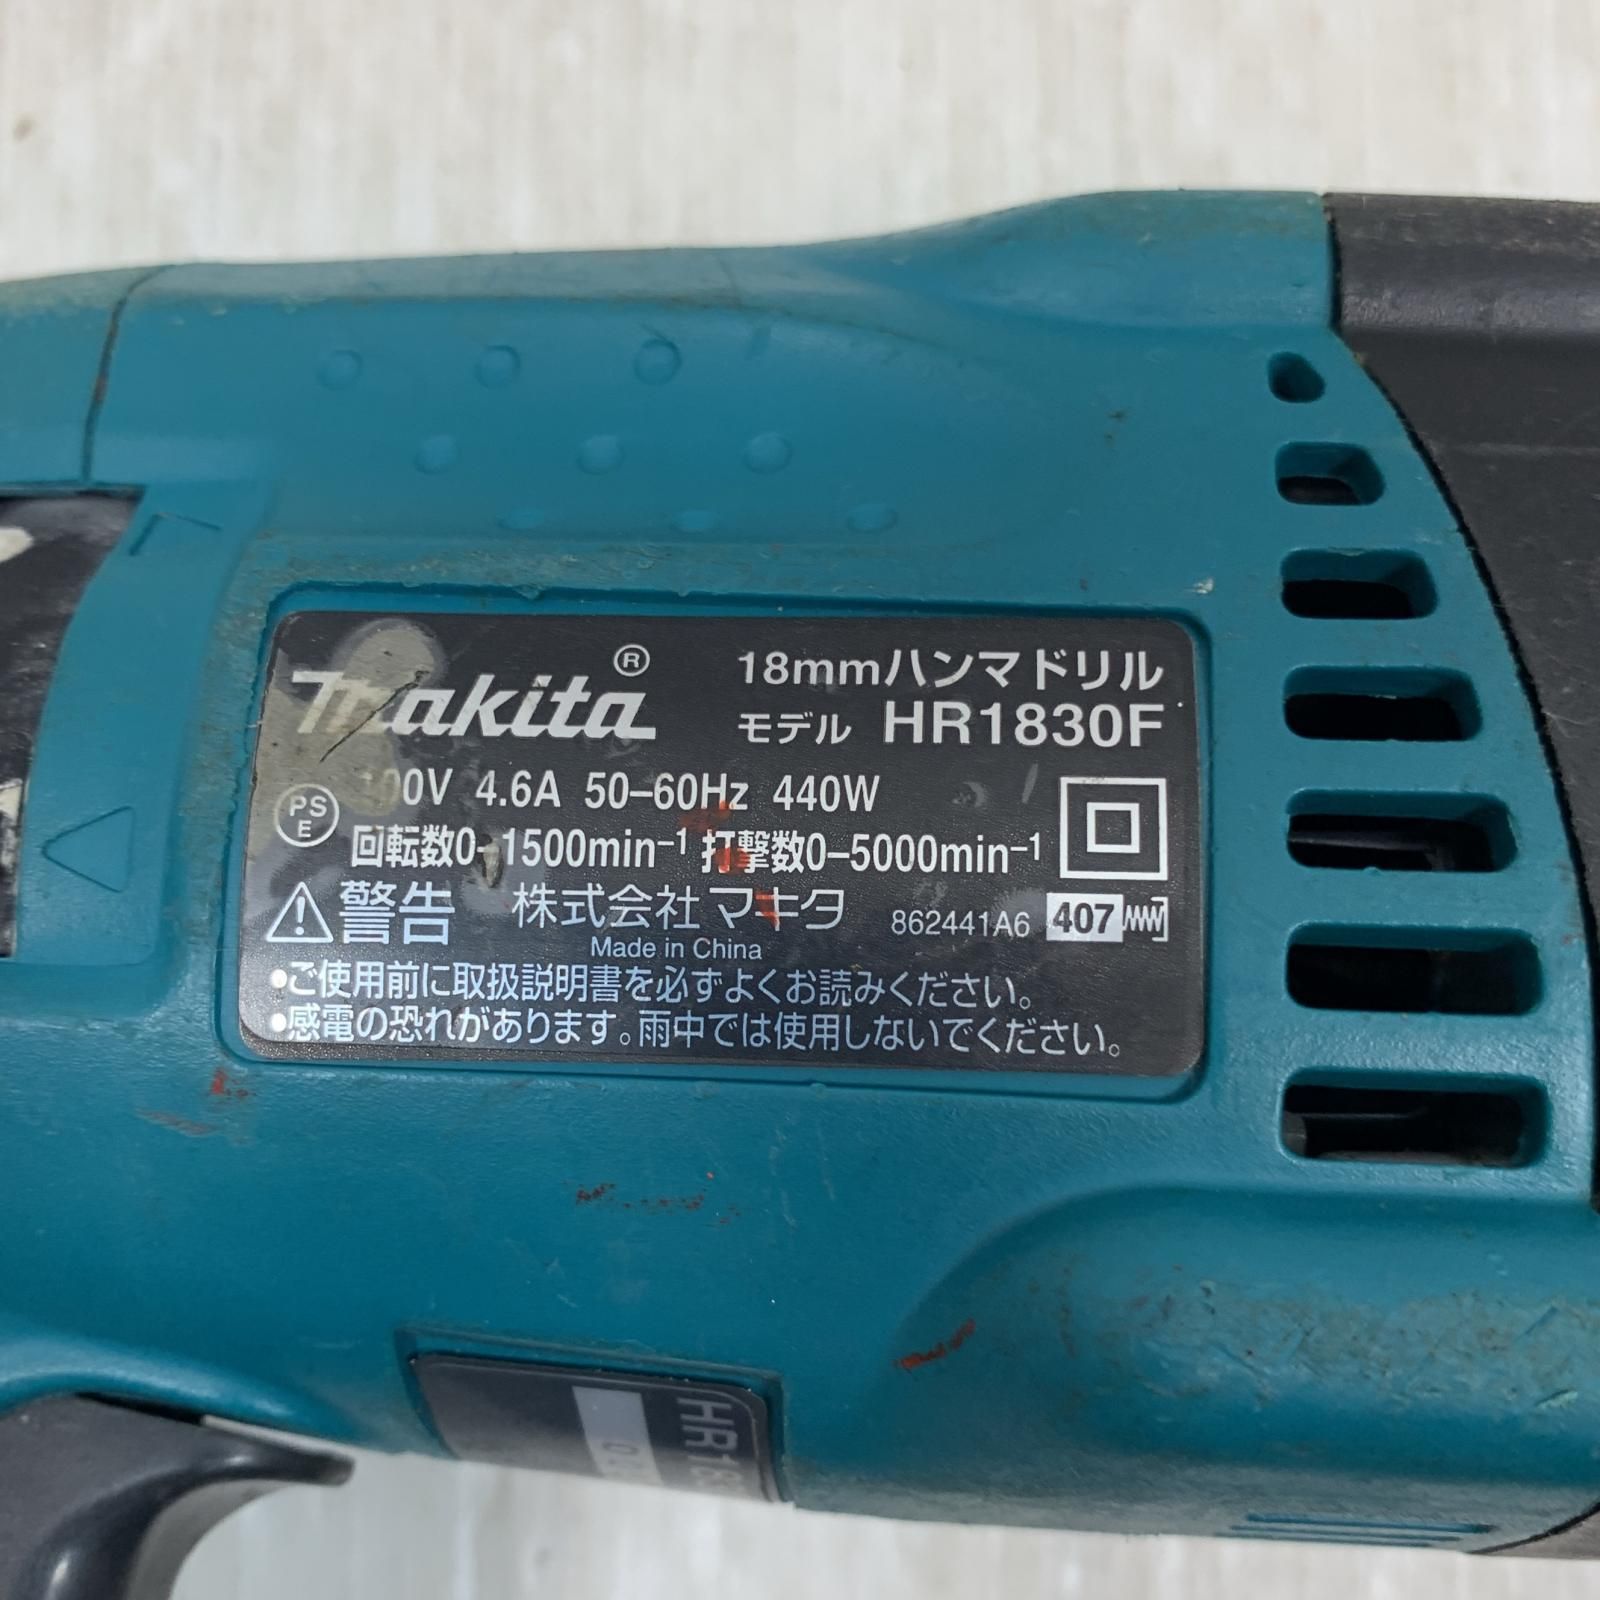 Makita®
18mmハンマドリル
モデル HR1830F
PS
E
100V 4.6A 50–60Hz 440W
回転数0–1500min⁻¹ 打撃数0–5000min⁻¹
警告 株式会社マキタ 862441A6 407
Made in China
•ご使用前に取扱説明書を必ずよくお読みください。
•感電の恐れがあります。雨中では使用しないでください。